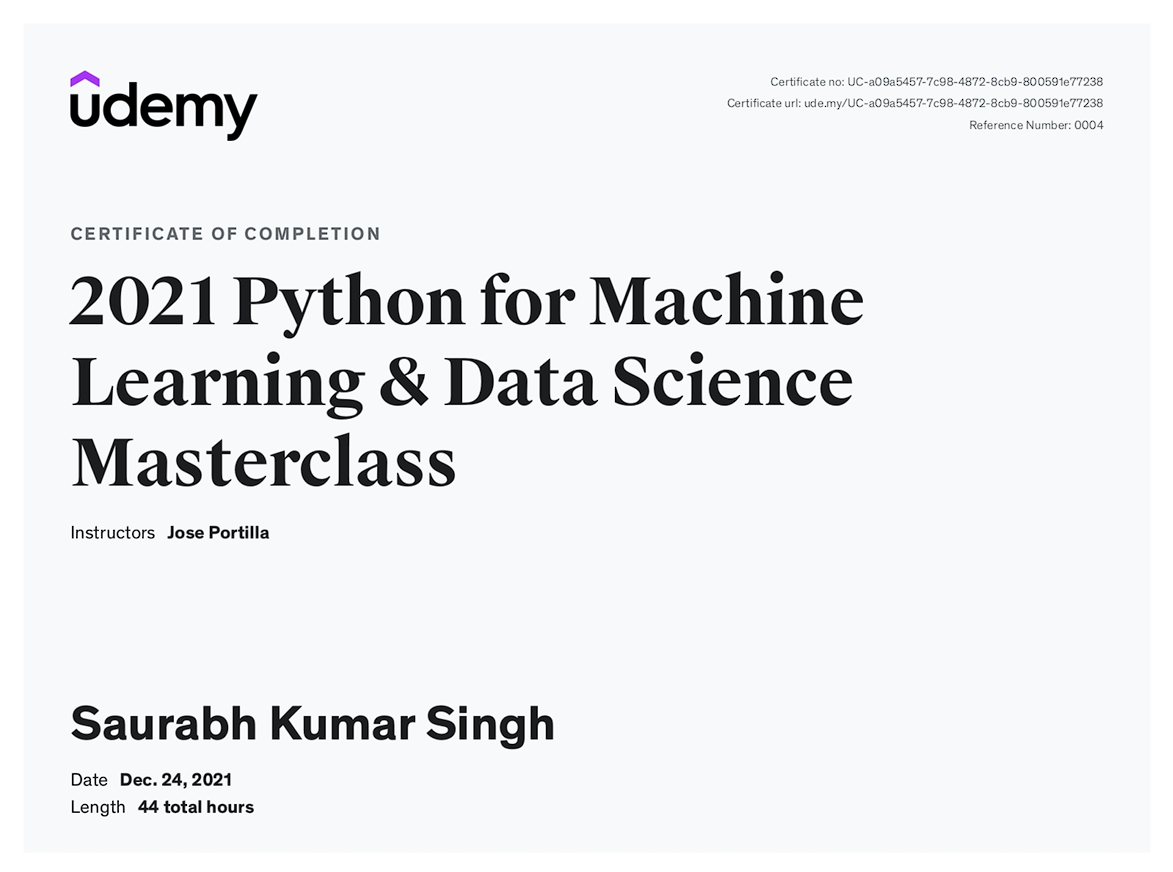 udemy
Certificate no: UC-a09a5457-7c98-4872-8cb9-800591e77238
Certificate url: ude.my/UC-a09a5457-7c98-4872-8cb9-800591e77238
Reference Number: 0004
CERTIFICATE OF COMPLETION
2021 Python for Machine
Learning & Data Science
Masterclass
Instructors Jose Portilla
Saurabh Kumar Singh
Date Dec. 24, 2021
Length 44 total hours